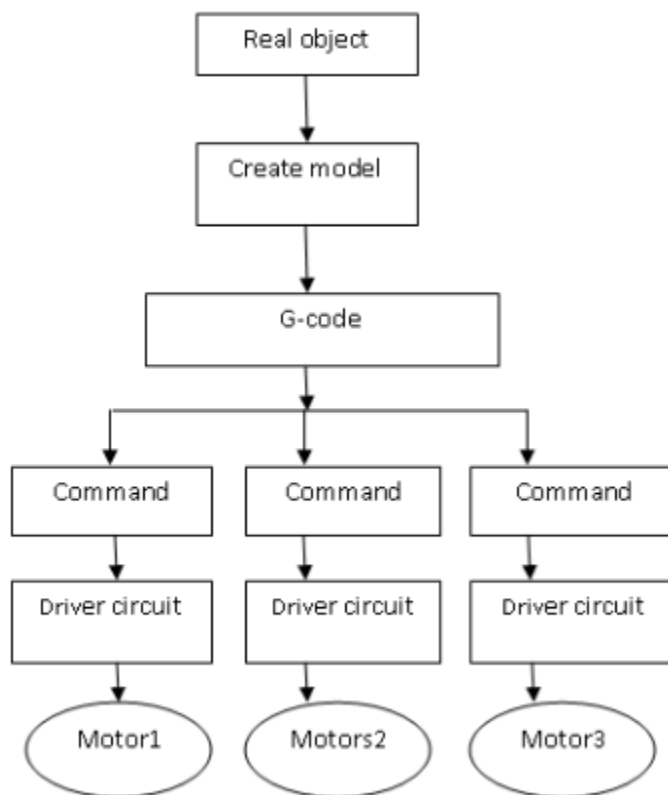 Real object
Create model
G-code
Command
Command
Command
Driver circuit
Driver circuit
Driver circuit
Motor1
Motors2
Motor3